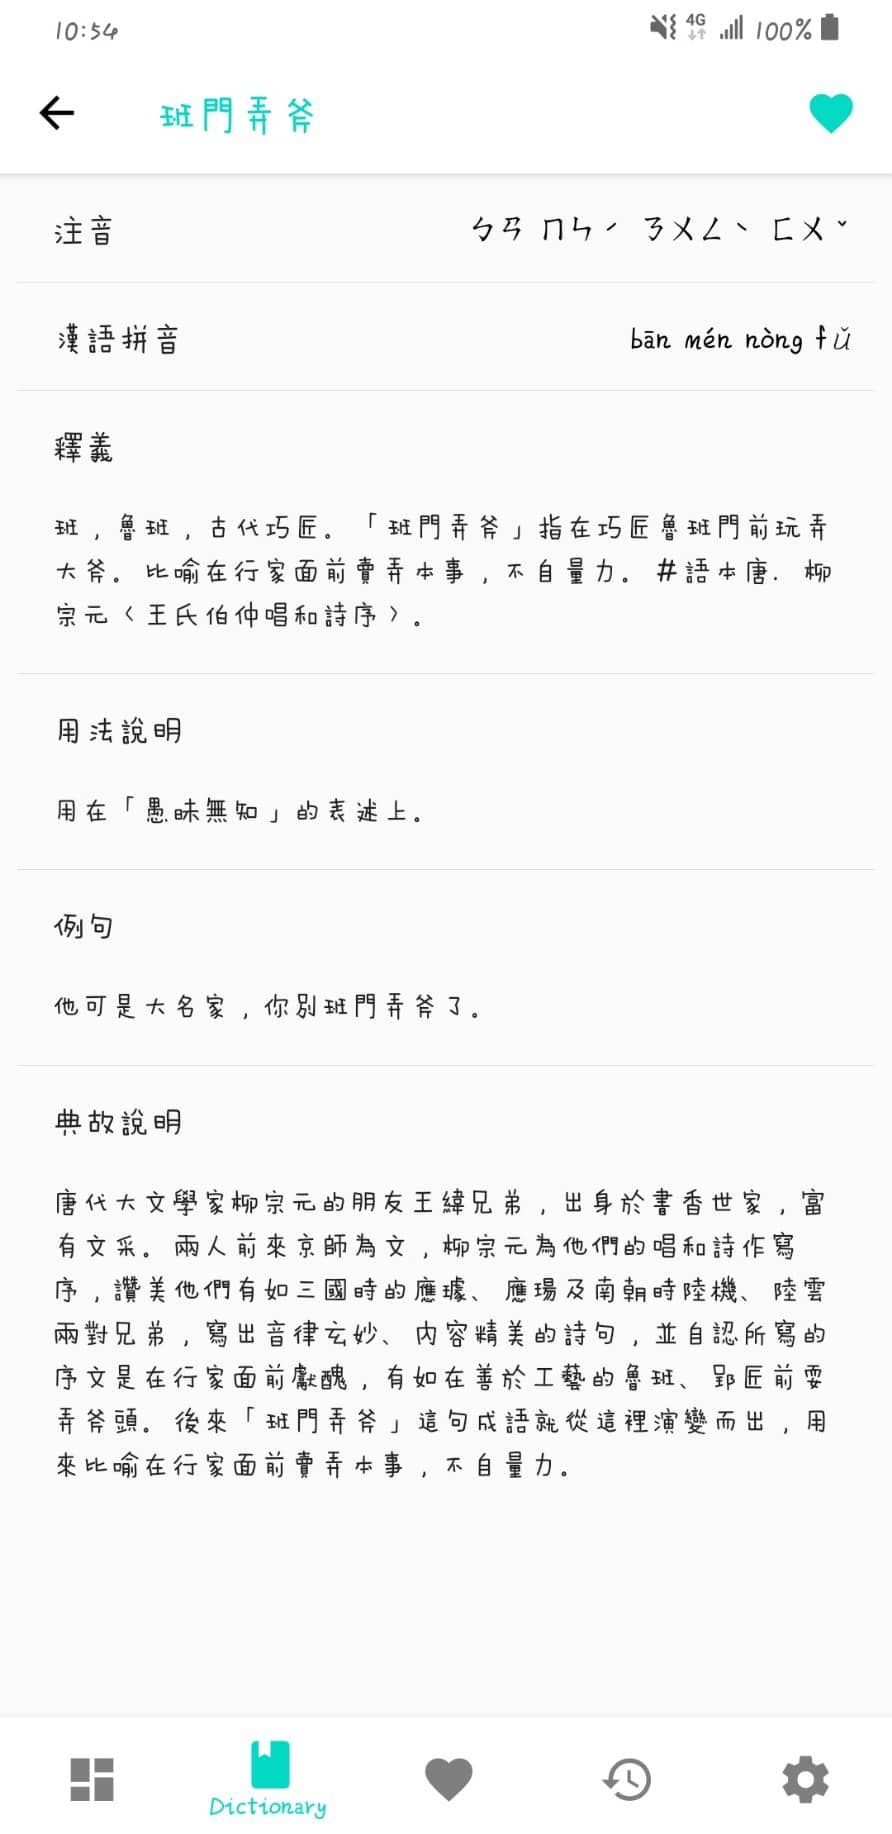 10:54
4G
100%
班門弄斧
注音
ㄅㄢ ㄇㄣˊ ㄋㄨㄥˋ ㄈㄨˇ
漢語拼音
bān mén nòng fǔ
釋義
班，魯班，古代巧匠。「班門弄斧」指在巧匠魯班門前玩弄
大斧。比喻在行家面前賣弄本事，不自量力。＃語本唐．柳
宗元〈王氏伯仲唱和詩序〉。
用法說明
用在「愚昧無知」的表述上。
例句
他可是大名家，你別班門弄斧了。
典故說明
唐代大文學家柳宗元的朋友王緯兄弟，出身於書香世家，富
有文采。兩人前來京師為文，柳宗元為他們的唱和詩作寫
序，讚美他們有如三國時的應璩、應瑒及南朝時陸機、陸雲
兩對兄弟，寫出音律玄妙、內容精美的詩句，並自認所寫的
序文是在行家面前獻醜，有如在善於工藝的魯班、郢匠前耍
弄斧頭。後來「班門弄斧」這句成語就從這裡演變而出，用
來比喻在行家面前賣弄本事，不自量力。
Dictionary